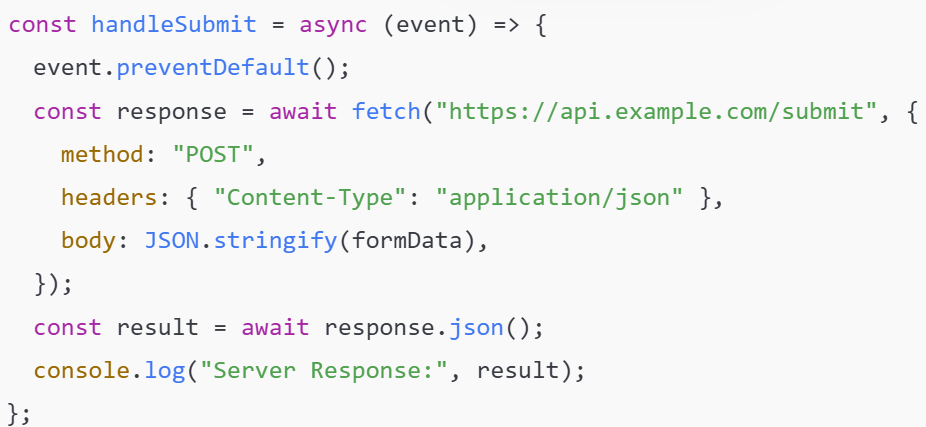 const handleSubmit = async (event) => {
  event.preventDefault();
  const response = await fetch("https://api.example.com/submit", {
    method: "POST",
    headers: { "Content-Type": "application/json" },
    body: JSON.stringify(formData),
  });
  const result = await response.json();
  console.log("Server Response:", result);
};